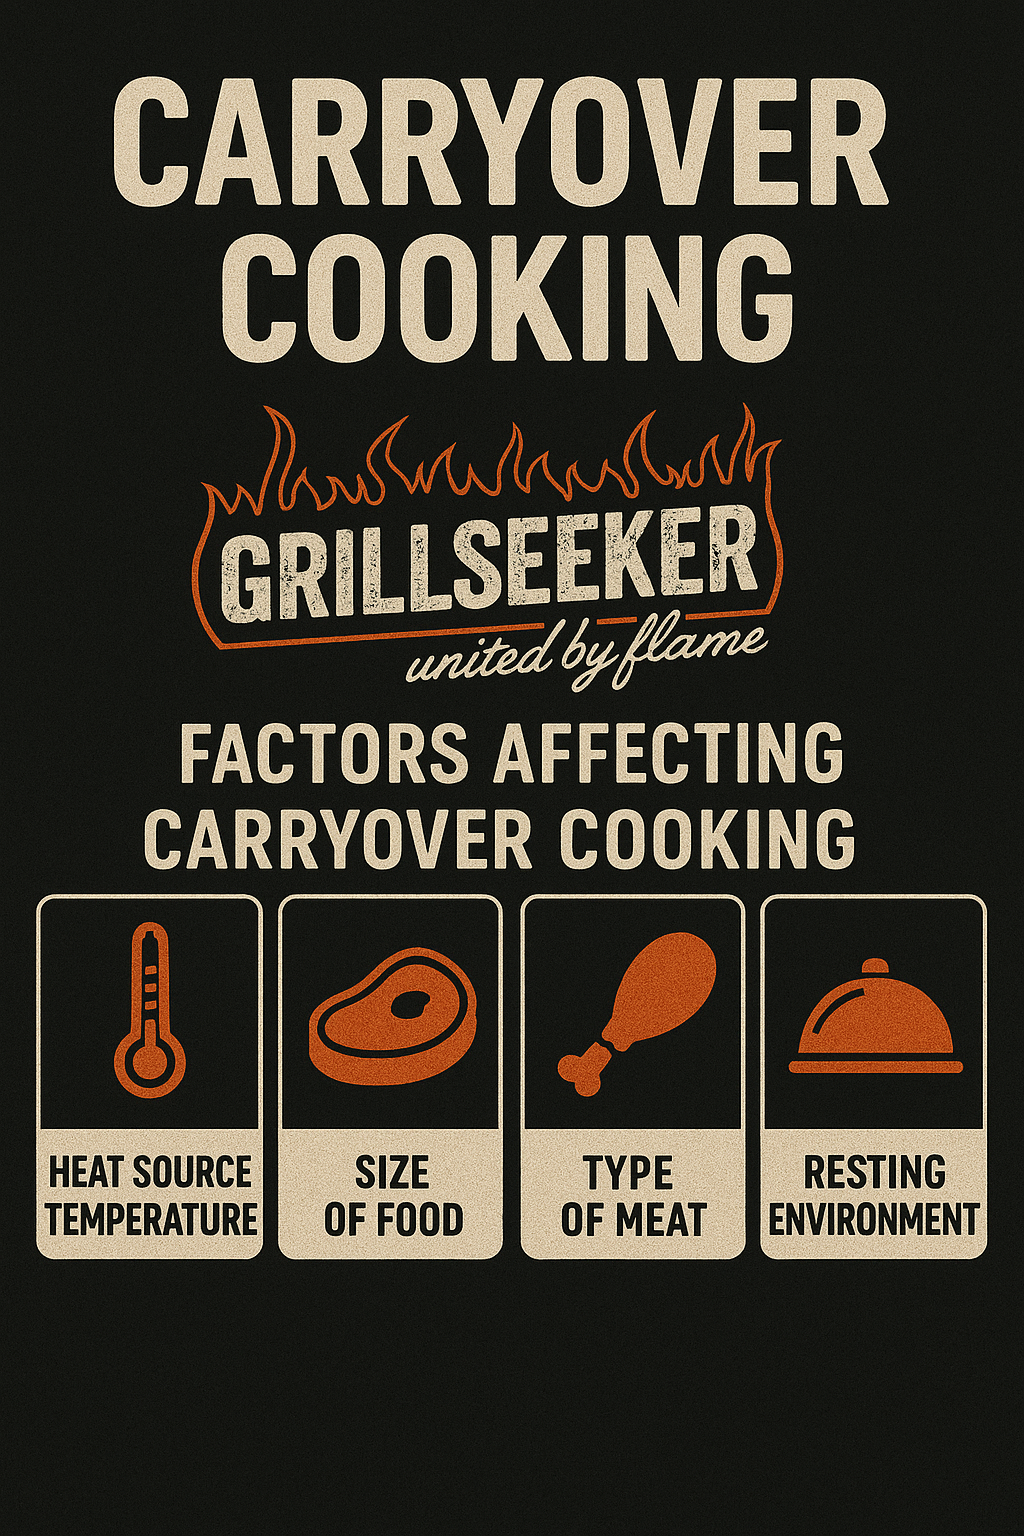 CARRYOVER
COOKING
GRILLSEEKER
united by flame
FACTORS AFFECTING
CARRYOVER COOKING
HEAT SOURCE
TEMPERATURE
SIZE
OF FOOD
TYPE
OF MEAT
RESTING
ENVIRONMENT